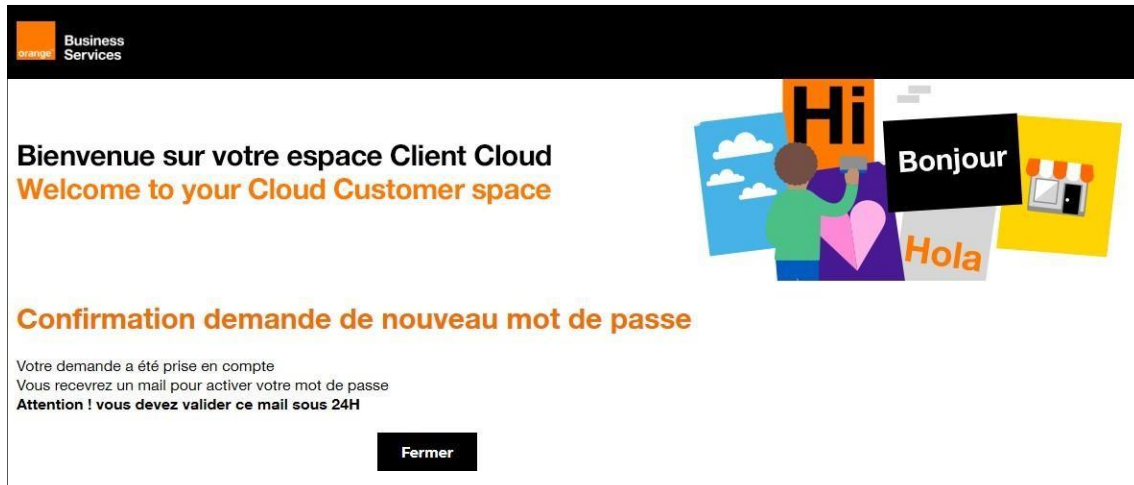 orange™
Business
Services
Hi
Bonjour
Hola
Bienvenue sur votre espace Client Cloud
Welcome to your Cloud Customer space
Confirmation demande de nouveau mot de passe
Votre demande a été prise en compte
Vous recevrez un mail pour activer votre mot de passe
Attention ! vous devez valider ce mail sous 24H
Fermer